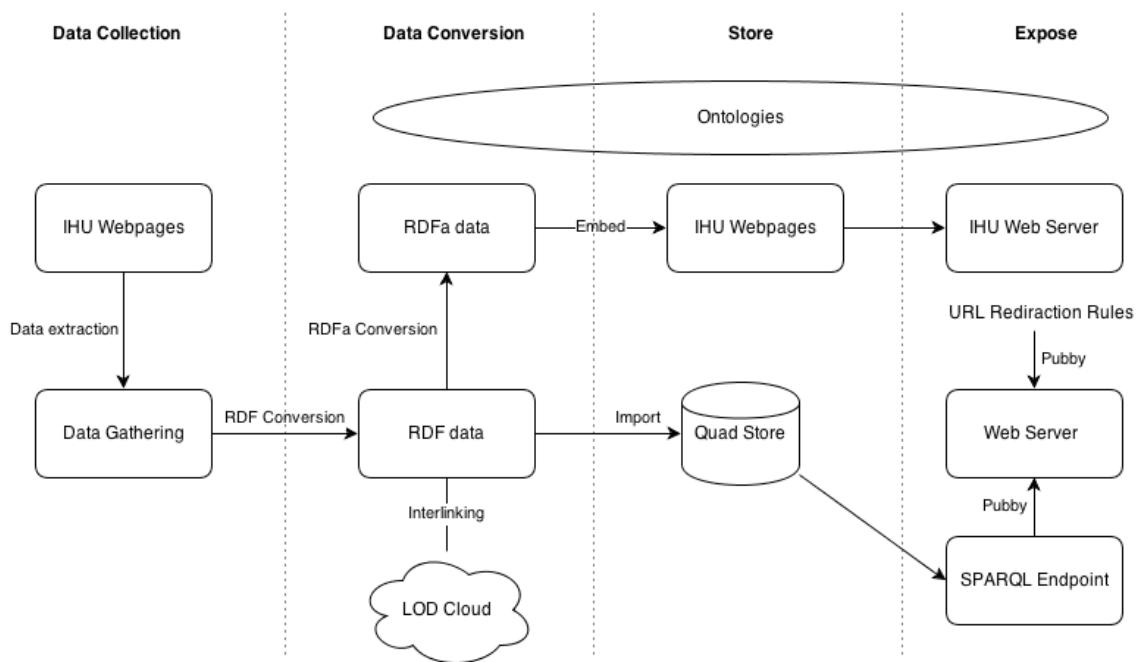 Data Collection
Data Conversion
Store
Expose
Ontologies
IHU Webpages
RDFa data
Embed
IHU Webpages
IHU Web Server
Data extraction
RDFa Conversion
URL Rediraction Rules
Pubby
Data Gathering
RDF Conversion
RDF data
Import
Quad Store
Web Server
Interlinking
Pubby
LOD Cloud
SPARQL Endpoint